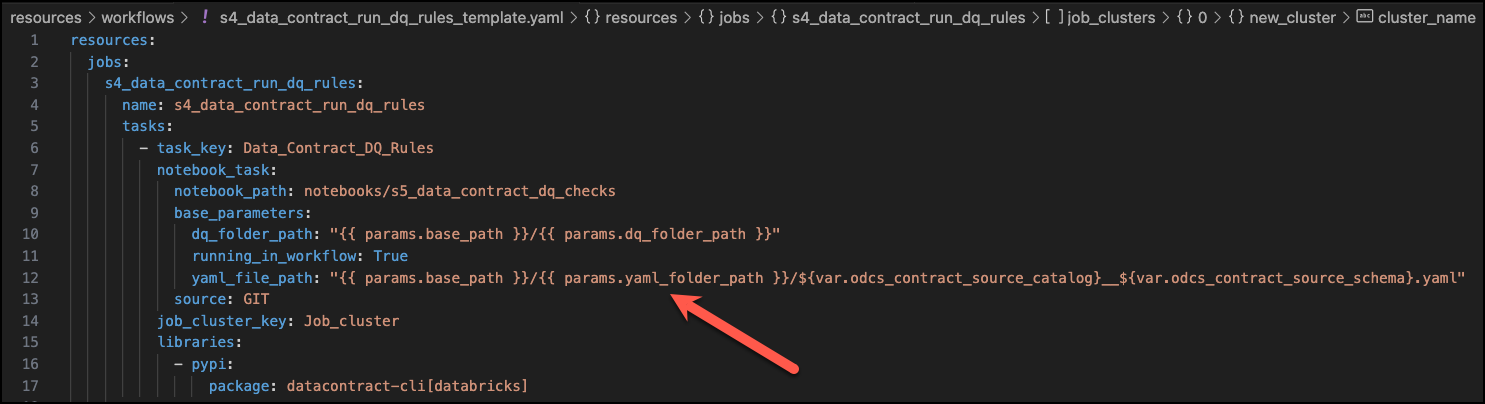 resources > workflows > ! s4_data_contract_run_dq_rules_template.yaml > {} resources > {} jobs > {} s4_data_contract_run_dq_rules > [ ] job_clusters > {} 0 > {} new_cluster > abc cluster_name
1 resources:
2 jobs:
3 s4_data_contract_run_dq_rules:
4 name: s4_data_contract_run_dq_rules
5 tasks:
6 - task_key: Data_Contract_DQ_Rules
7 notebook_task:
8 notebook_path: notebooks/s5_data_contract_dq_checks
9 base_parameters:
10 dq_folder_path: "{{ params.base_path }}/{{ params.dq_folder_path }}"
11 running_in_workflow: True
12 yaml_file_path: "{{ params.base_path }}/{{ params.yaml_folder_path }}/${var.odcs_contract_source_catalog}__${var.odcs_contract_source_schema}.yaml"
13 source: GIT
14 job_cluster_key: Job_cluster
15 libraries:
16 - pypi:
17 package: datacontract-cli[databricks]